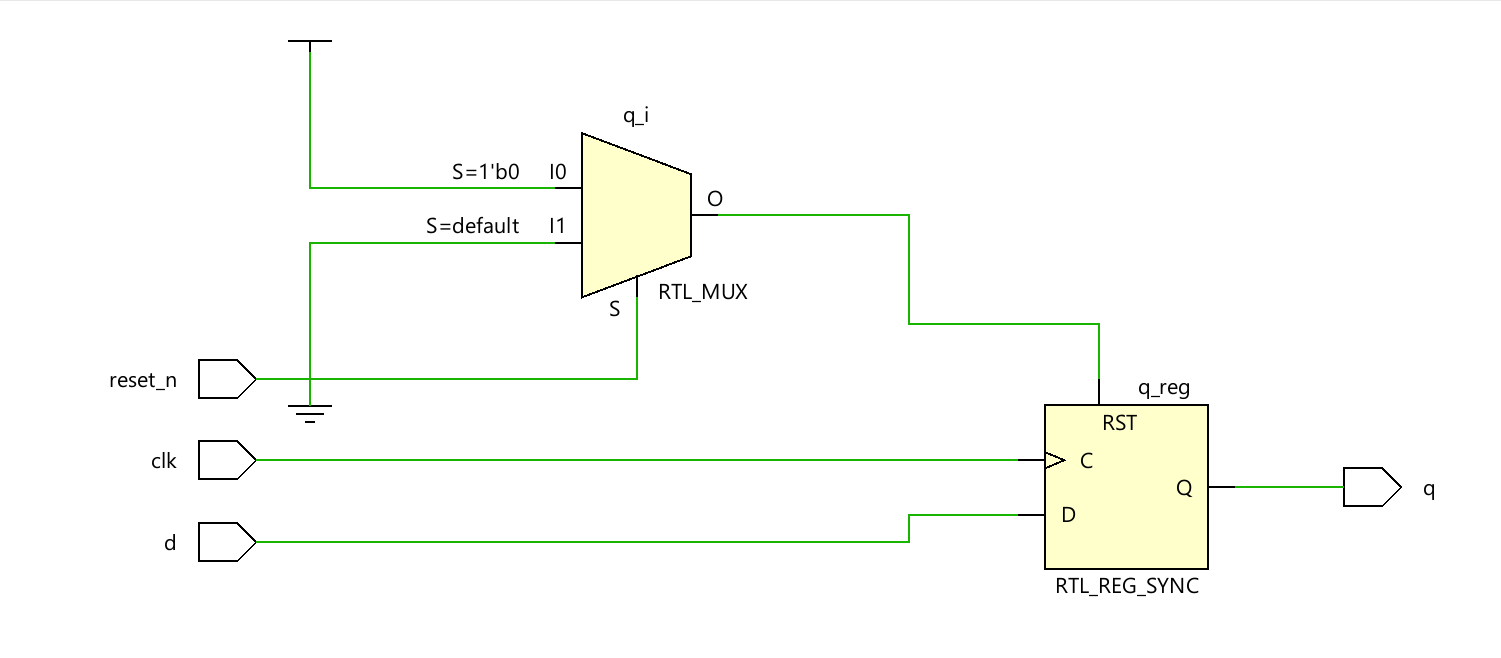 q_i
S=1'b0
I0
O
S=default
I1
RTL_MUX
S
reset_n
q_reg
RST
clk
C
Q
q
D
d
RTL_REG_SYNC